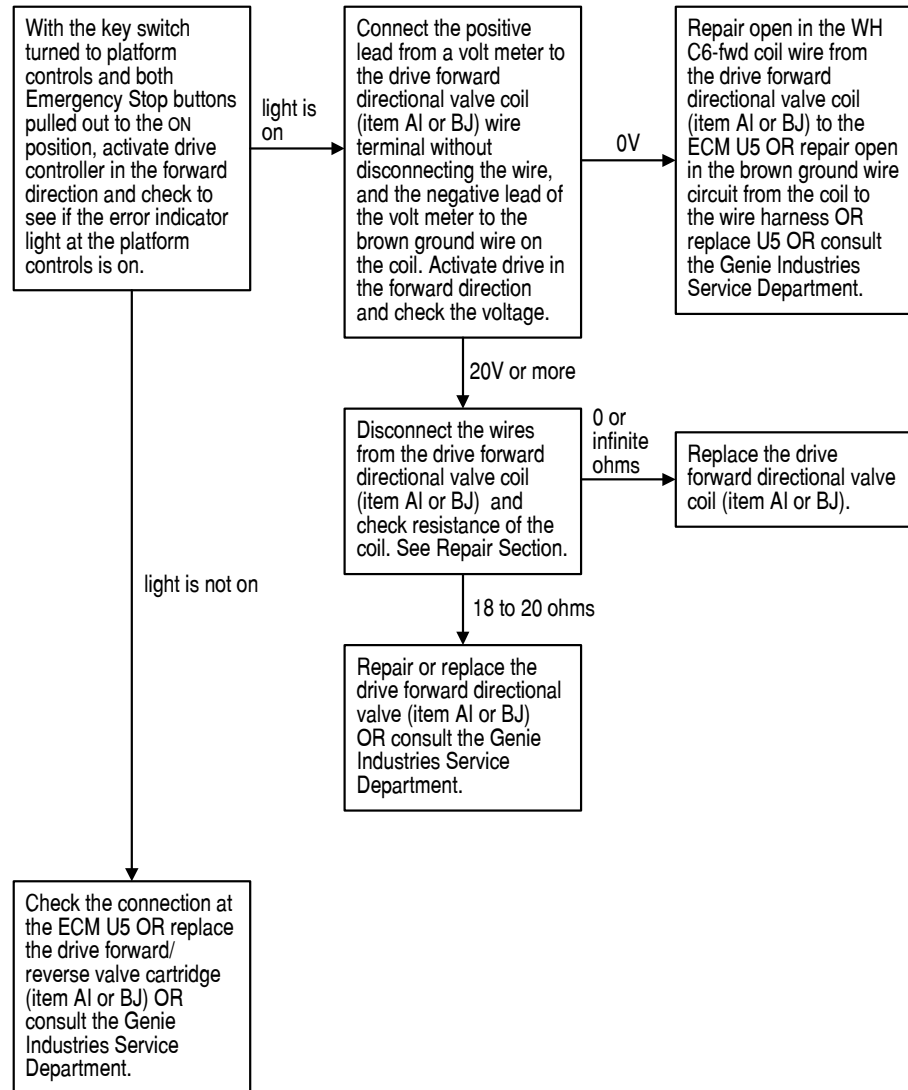 With the key switch
turned to platform
controls and both
Emergency Stop buttons
pulled out to the ON
position, activate drive
controller in the forward
direction and check to
see if the error indicator
light at the platform
controls is on.
light is
on
Connect the positive
lead from a volt meter to
the drive forward
directional valve coil
(item AI or BJ) wire
terminal without
disconnecting the wire,
and the negative lead of
the volt meter to the
brown ground wire on
the coil. Activate drive in
the forward direction
and check the voltage.
0V
Repair open in the WH
C6-fwd coil wire from
the drive forward
directional valve coil
(item AI or BJ) to the
ECM U5 OR repair open
in the brown ground wire
circuit from the coil to
the wire harness OR
replace U5 OR consult
the Genie Industries
Service Department.
20V or more
Disconnect the wires
from the drive forward
directional valve coil
(item AI or BJ) and
check resistance of the
coil. See Repair Section.
0 or
infinite
ohms
Replace the drive
forward directional valve
coil (item AI or BJ).
18 to 20 ohms
Repair or replace the
drive forward directional
valve (item AI or BJ)
OR consult the Genie
Industries Service
Department.
light is not on
Check the connection at
the ECM U5 OR replace
the drive forward/
reverse valve cartridge
(item AI or BJ) OR
consult the Genie
Industries Service
Department.